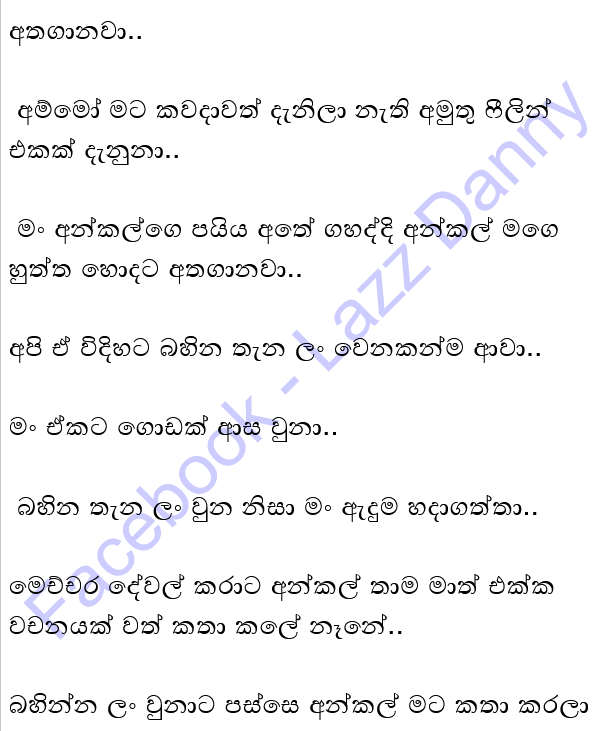 අතගානවා..
අම්මෝ මට කවදාවත් දැනිලා නැති අමුතු ෆීලින්
එකක් දැනුනා..
මං අන්කල්ගෙ පයිය අතේ ගහද්දි අන්කල් මගෙ
හුත්ත හොදට අතගානවා..
අපි ඒ විදිහට බහින තැන ලං වෙනකන්ම ආවා..
මං ඒකට ගොඩක් ආස වුනා..
බහින තැන ලං වුන නිසා මං ඇදුම හදාගත්තා..
මෙච්චර දේවල් කරාට අන්කල් තාම මාත් එක්ක
වචනයක් වත් කතා කලේ නෑනේ..
බහින්න ලං වුනාට පස්සෙ අන්කල් මට කතා කරලා
Facebook - Lazz Danny